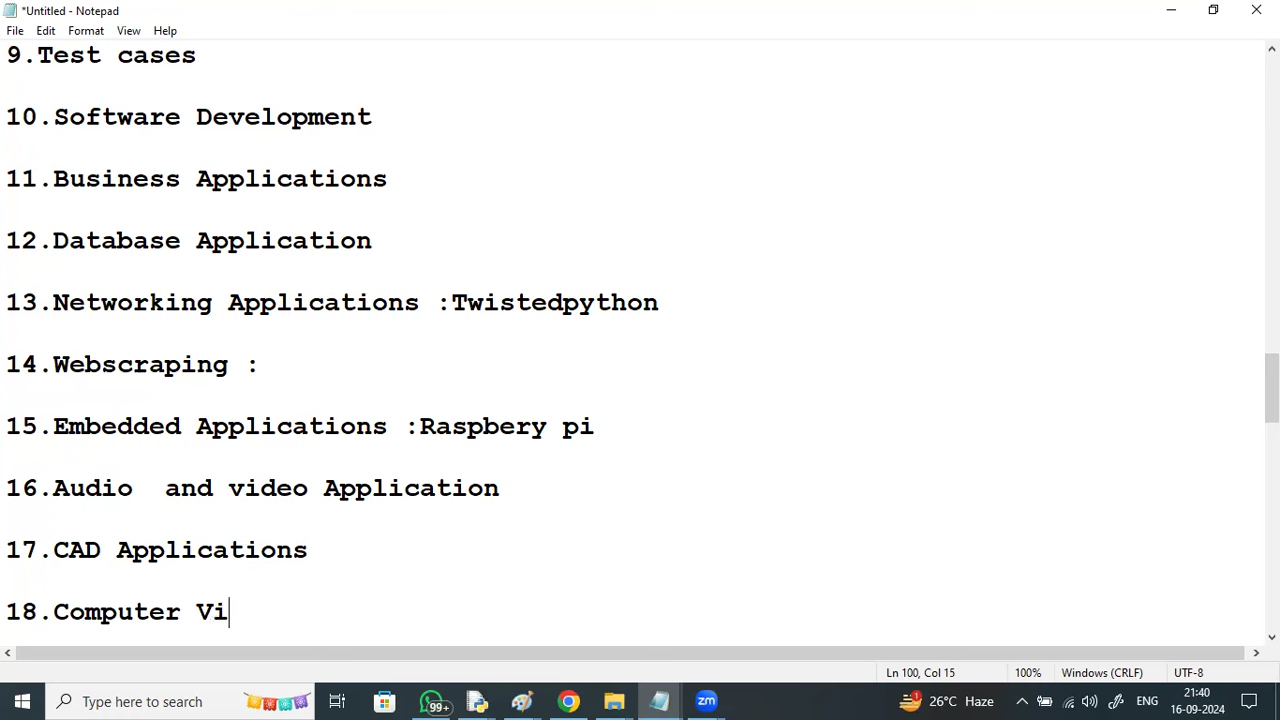 *Untitled - Notepad
File Edit Format View Help
9.Test cases
10.Software Development
11.Business Applications
12.Database Application
13.Networking Applications :Twistedpython
14.Webscraping :
15.Embedded Applications :Raspbery pi
16.Audio  and video Application
17.CAD Applications
18.Computer Vi
Ln 100, Col 15 100% Windows (CRLF) UTF-8
Type here to search 99+ zm 1 26°C Haze ENG 21:40
16-09-2024